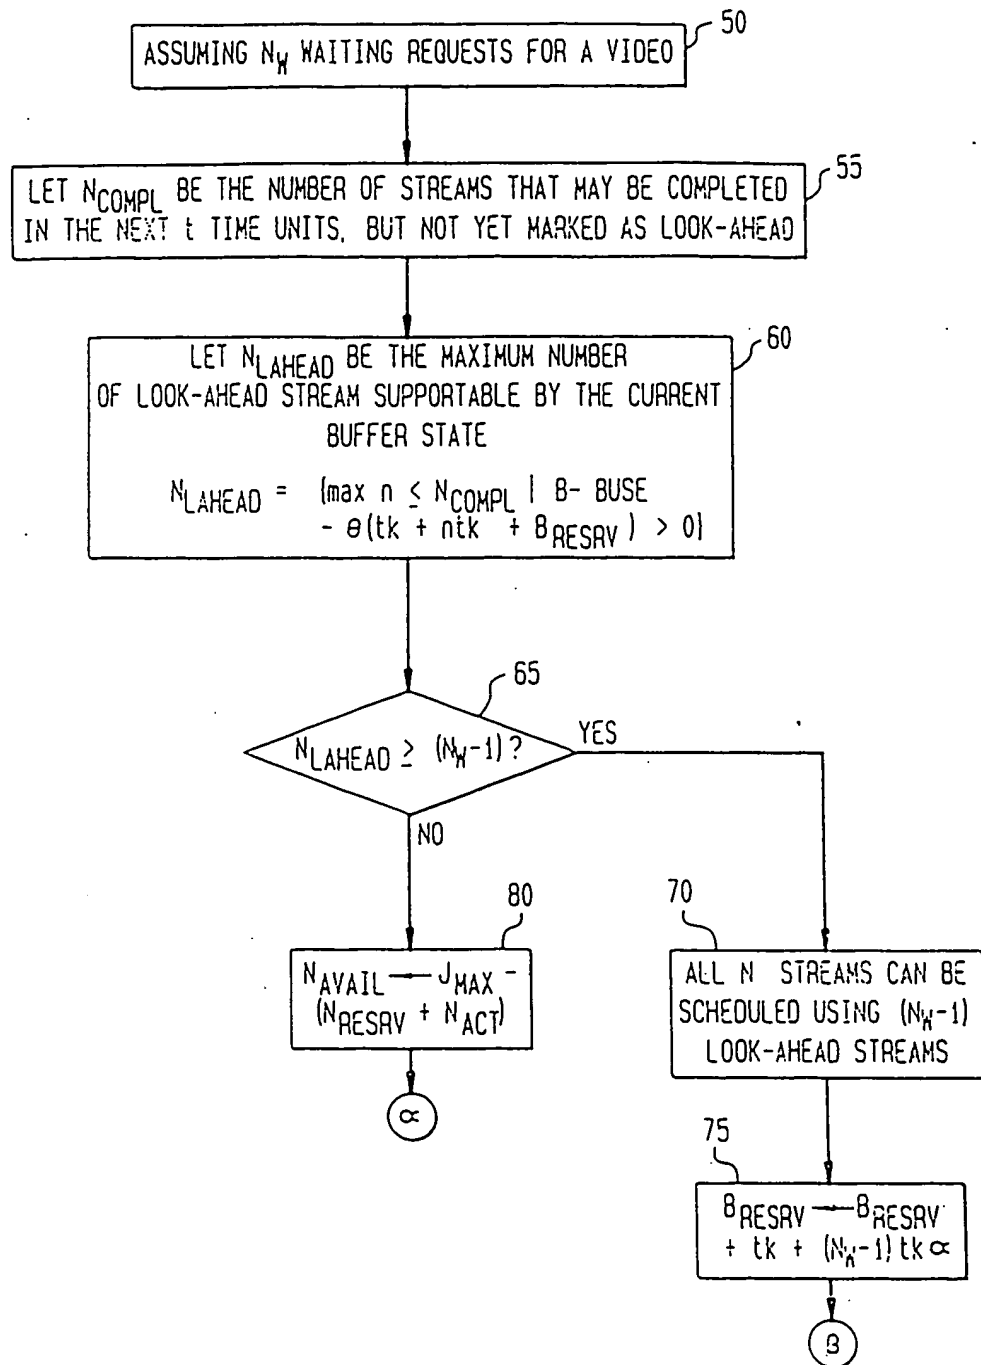 50
ASSUMING N_W WAITING REQUESTS FOR A VIDEO
55
LET N_COMPL BE THE NUMBER OF STREAMS THAT MAY BE COMPLETED
IN THE NEXT t TIME UNITS, BUT NOT YET MARKED AS LOOK-AHEAD
60
LET N_LAHEAD BE THE MAXIMUM NUMBER
OF LOOK-AHEAD STREAM SUPPORTABLE BY THE CURRENT
BUFFER STATE
N_LAHEAD = {max n ≤ N_COMPL | B- BUSE
- θ(tk + ntk + B_RESRV) > 0}
65
N_LAHEAD ≥ (N_W-1)?
YES
NO
80
N_AVAIL ← J_MAX -
(N_RESRV + N_ACT)
α
70
ALL N STREAMS CAN BE
SCHEDULED USING (N_W-1)
LOOK-AHEAD STREAMS
75
B_RESRV ← B_RESRV
+ tk + (N_W-1) tk α
β